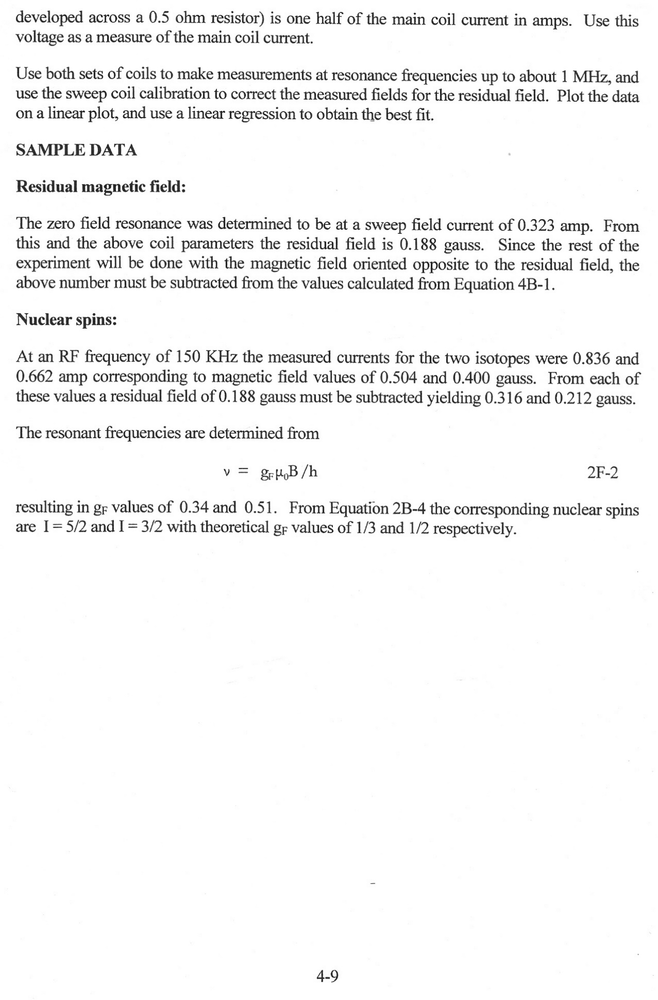 developed across a 0.5 ohm resistor) is one half of the main coil current in amps. Use this
voltage as a measure of the main coil current.
Use both sets of coils to make measurements at resonance frequencies up to about 1 MHz, and
use the sweep coil calibration to correct the measured fields for the residual field. Plot the data
on a linear plot, and use a linear regression to obtain the best fit.
SAMPLE DATA
Residual magnetic field:
The zero field resonance was determined to be at a sweep field current of 0.323 amp. From
this and the above coil parameters the residual field is 0.188 gauss. Since the rest of the
experiment will be done with the magnetic field oriented opposite to the residual field, the
above number must be subtracted from the values calculated from Equation 4B-1.
Nuclear spins:
At an RF frequency of 150 KHz the measured currents for the two isotopes were 0.836 and
0.662 amp corresponding to magnetic field values of 0.504 and 0.400 gauss. From each of
these values a residual field of 0.188 gauss must be subtracted yielding 0.316 and 0.212 gauss.
The resonant frequencies are determined from
ν = g_Fμ₀B /h 2F-2
resulting in g_F values of 0.34 and 0.51. From Equation 2B-4 the corresponding nuclear spins
are I = 5/2 and I = 3/2 with theoretical g_F values of 1/3 and 1/2 respectively.
4-9